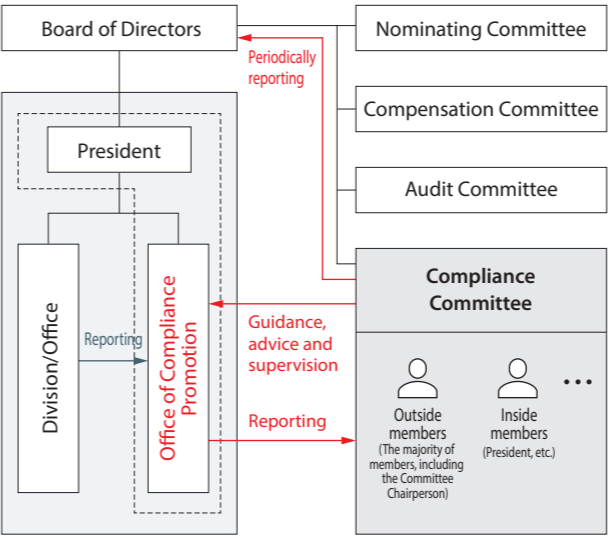 Board of Directors
Nominating Committee
Periodically
reporting
Compensation Committee
President
Audit Committee
Compliance
Committee
Division/Office
Reporting
Office of Compliance
Promotion
Guidance,
advice and
supervision
Reporting
Outside
members
(The majority of
members, including
the Committee
Chairperson)
Inside
members
(President, etc.)
•••